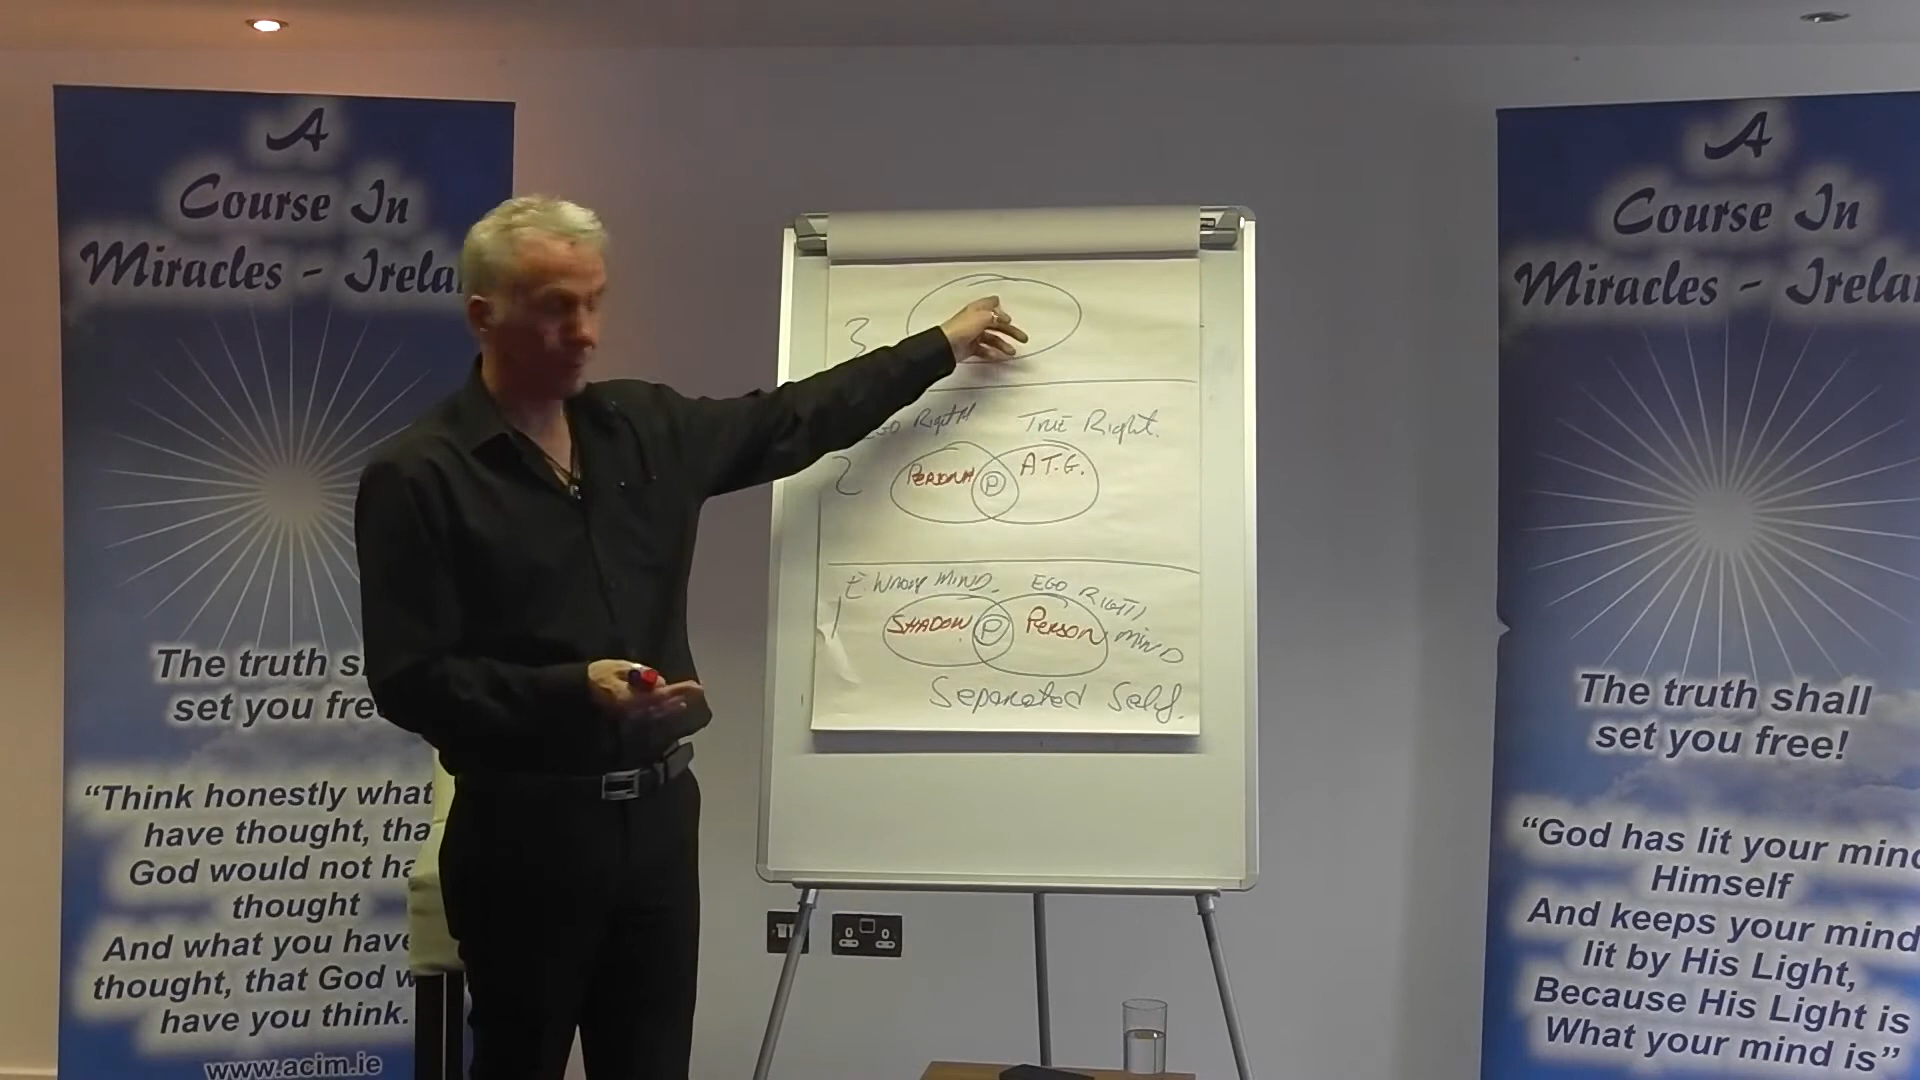 A
Course In
Miracles - Irela
The truth s
set you fre
“Think honestly what
have thought, tha
God would not ha
thought
And what you have
thought, that God w
have you think.
www.acim.ie
3
EGO Right! True Right.
2
PERSONA P A.T.G.
E. Wrong MIND. EGO RIGHT)
1
SHADOW P PERSON MIND
Separated Self.
A
Course In
Miracles - Irela
The truth shall
set you free!
“God has lit your mind
Himself
And keeps your mind
lit by His Light,
Because His Light is
What your mind is”